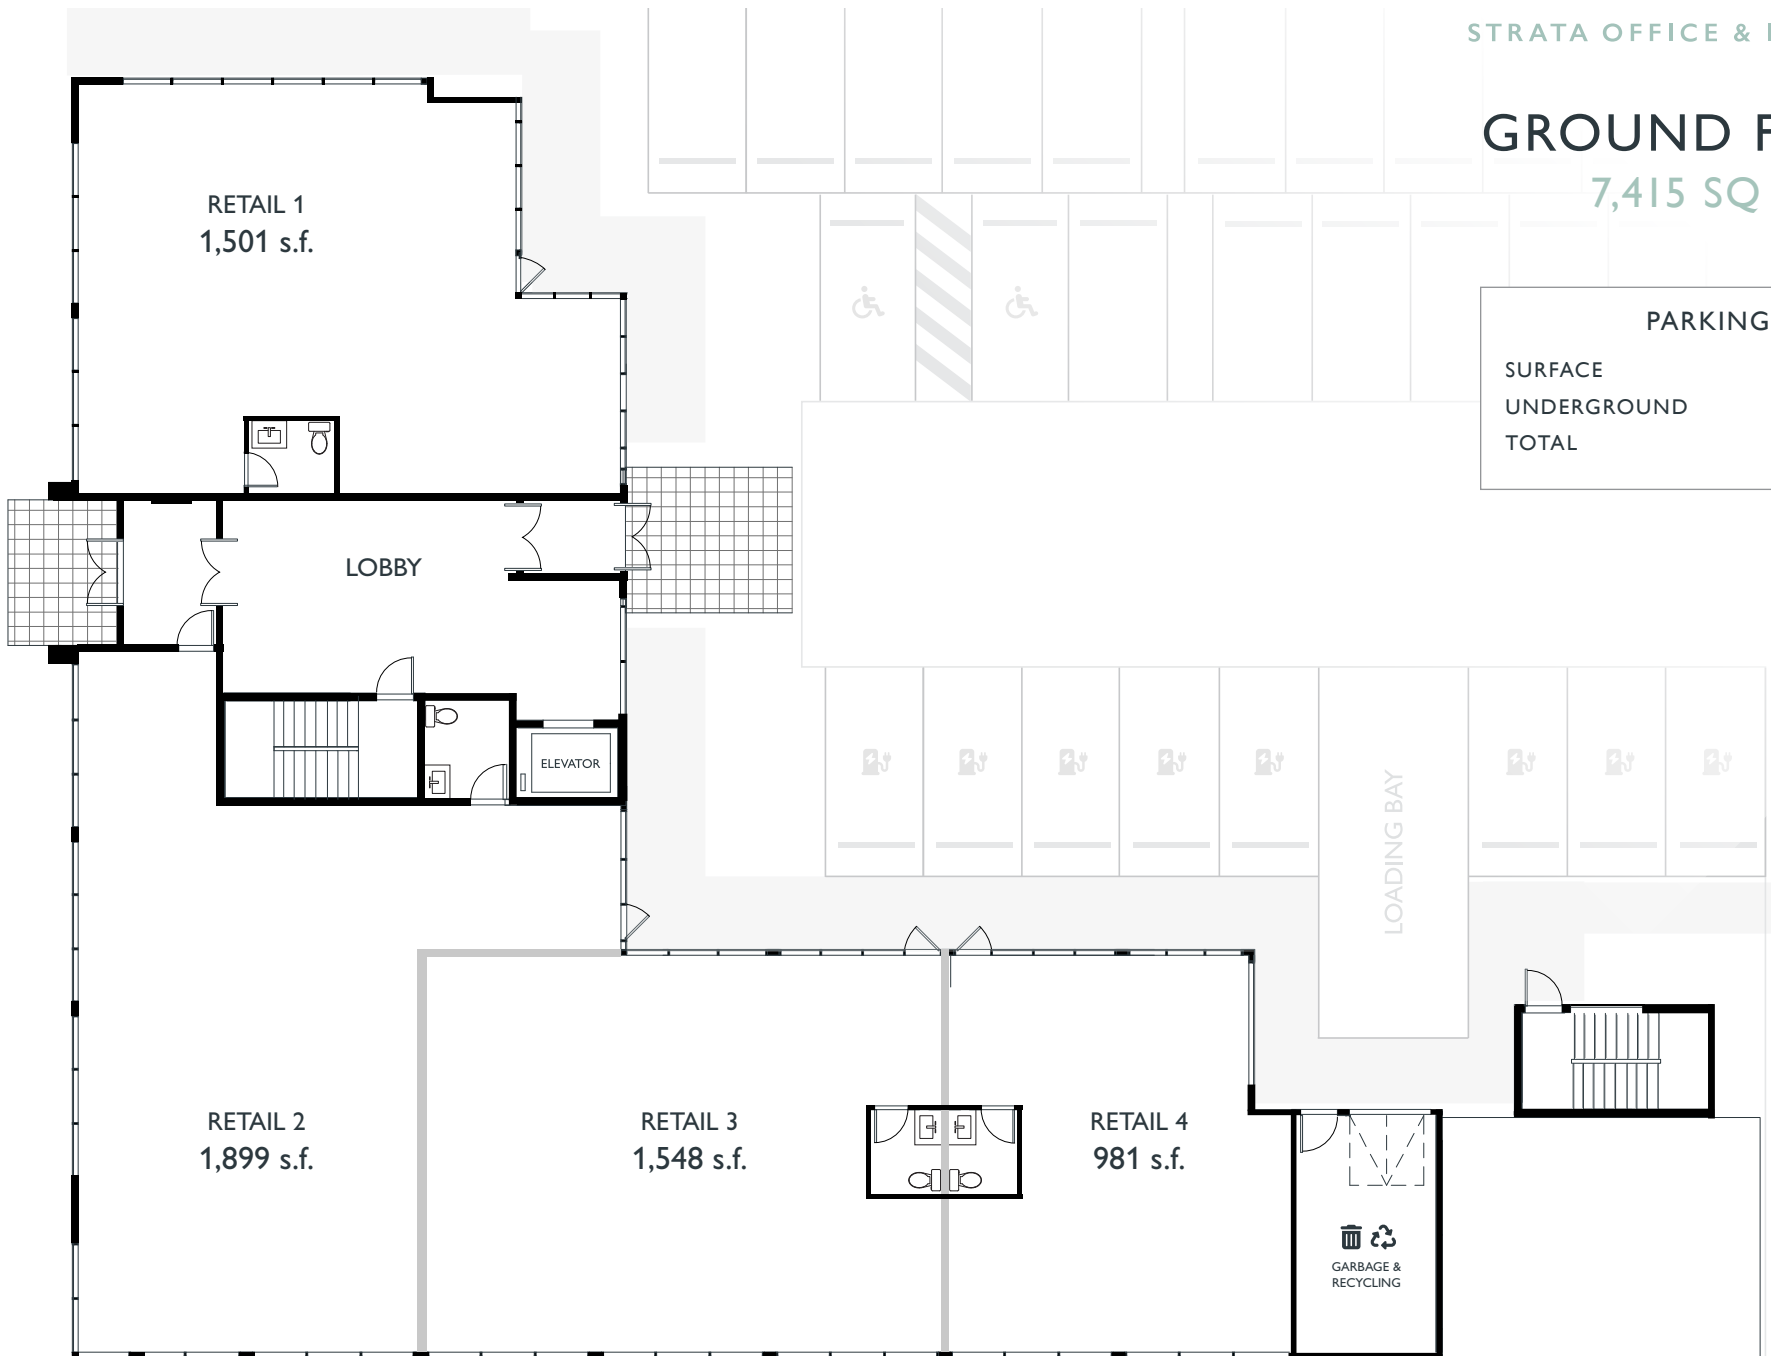 STRATA OFFICE &
GROUND
7,415 SQ
PARKING
SURFACE
UNDERGROUND
TOTAL
RETAIL 1
1,501 s.f.
LOBBY
ELEVATOR
LOADING BAY
RETAIL 2
1,899 s.f.
RETAIL 3
1,548 s.f.
RETAIL 4
981 s.f.
GARBAGE &
RECYCLING